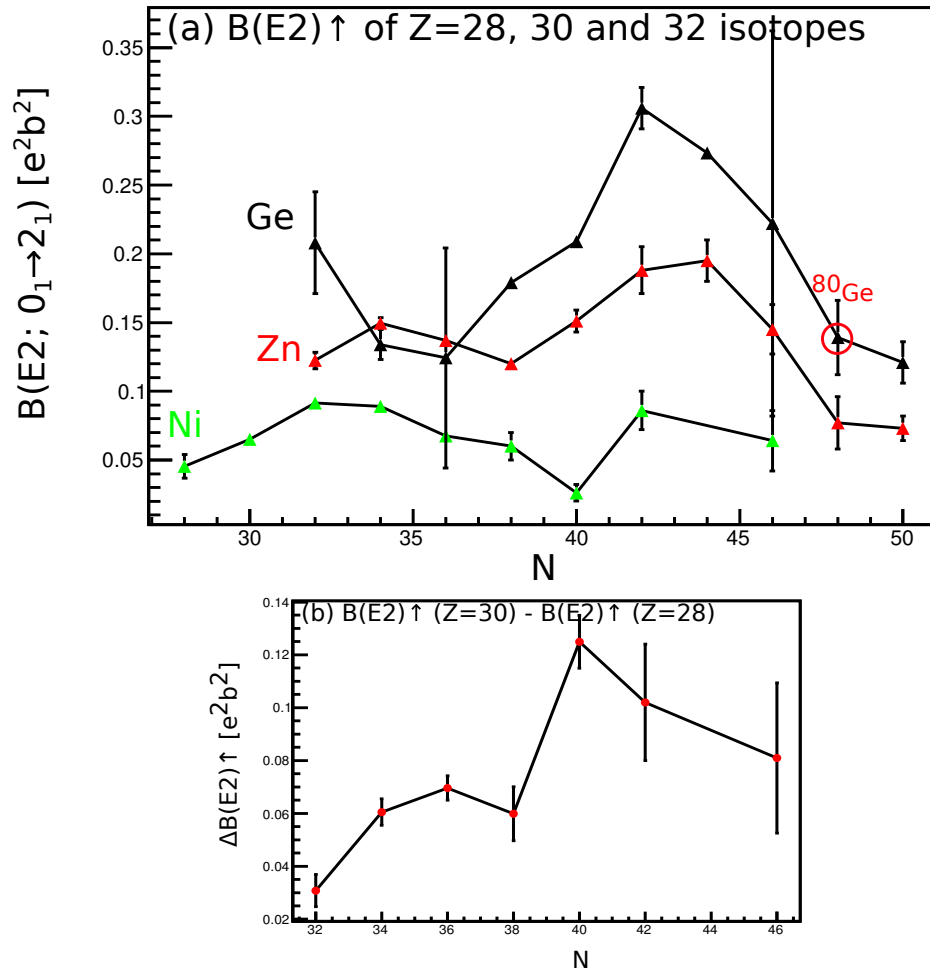 (a) B(E2)↑ of Z=28, 30 and 32 isotopes
B(E2; 0₁→2₁) [e²b²]
0.35
0.3
0.25
0.2
0.15
0.1
0.05
Ge
Zn
Ni
⁸⁰Ge
30 35 40 45 50
N
(b) B(E2)↑ (Z=30) - B(E2)↑ (Z=28)
ΔB(E2)↑ [e²b²]
0.14
0.12
0.1
0.08
0.06
0.04
0.02
32 34 36 38 40 42 44 46
N